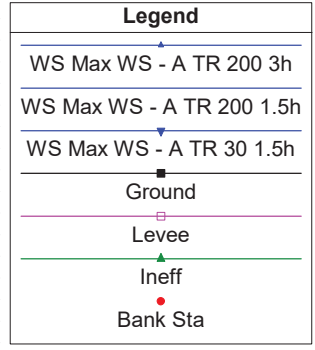 Legend
WS Max WS - A TR 200 3h
WS Max WS - A TR 200 1.5h
WS Max WS - A TR 30 1.5h
Ground
Levee
Ineff
Bank Sta